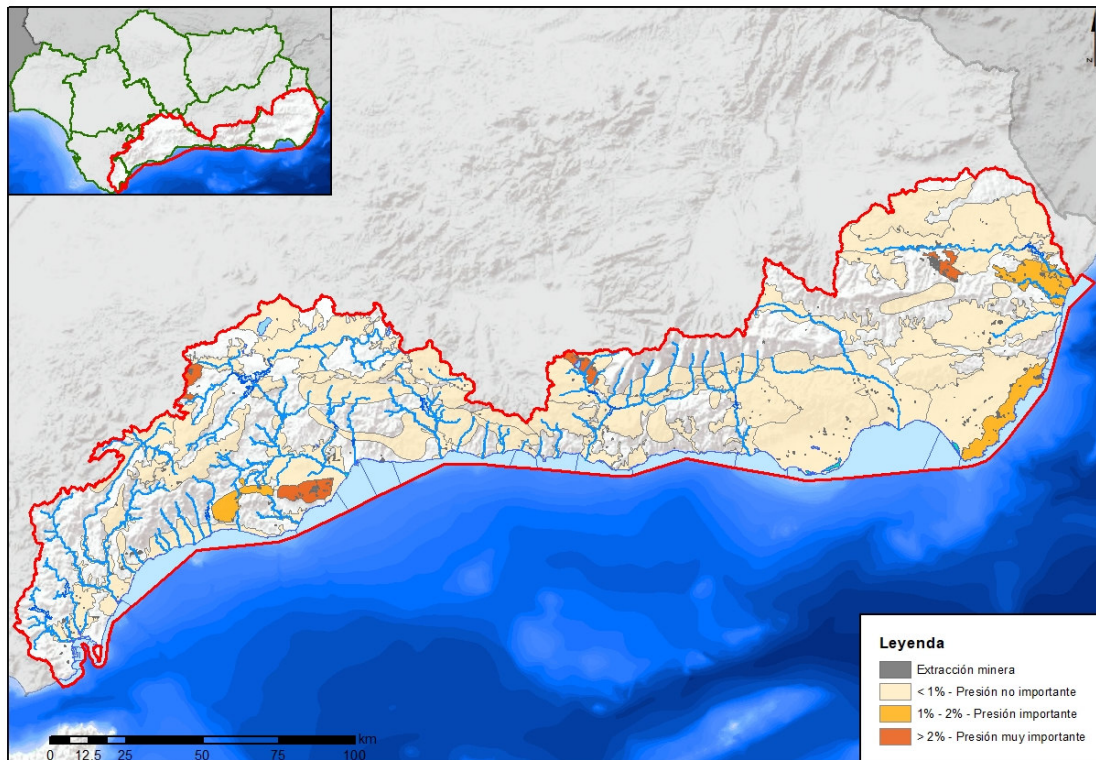 N
Leyenda
Extracción minera
< 1% - Presión no importante
1% - 2% - Presión importante
> 2% - Presión muy importante
km
0 12.5 25 50 75 100